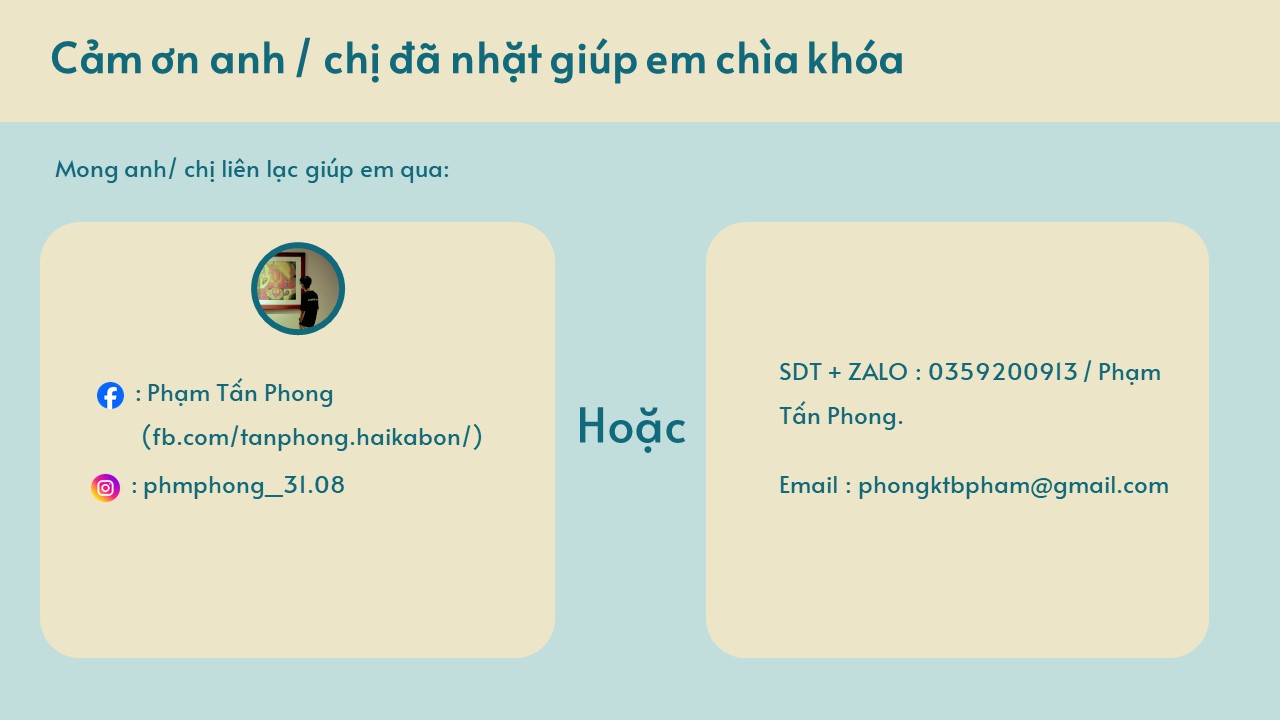 Cảm ơn anh / chị đã nhặt giúp em chìa khóa
Mong anh/ chị liên lạc giúp em qua:
: Phạm Tấn Phong
(fb.com/tanphong.haikabon/)
: phmphong__31.08
Hoặc
SDT + ZALO : 0359200913 / Phạm
Tấn Phong.
Email : phongktbpham@gmail.com